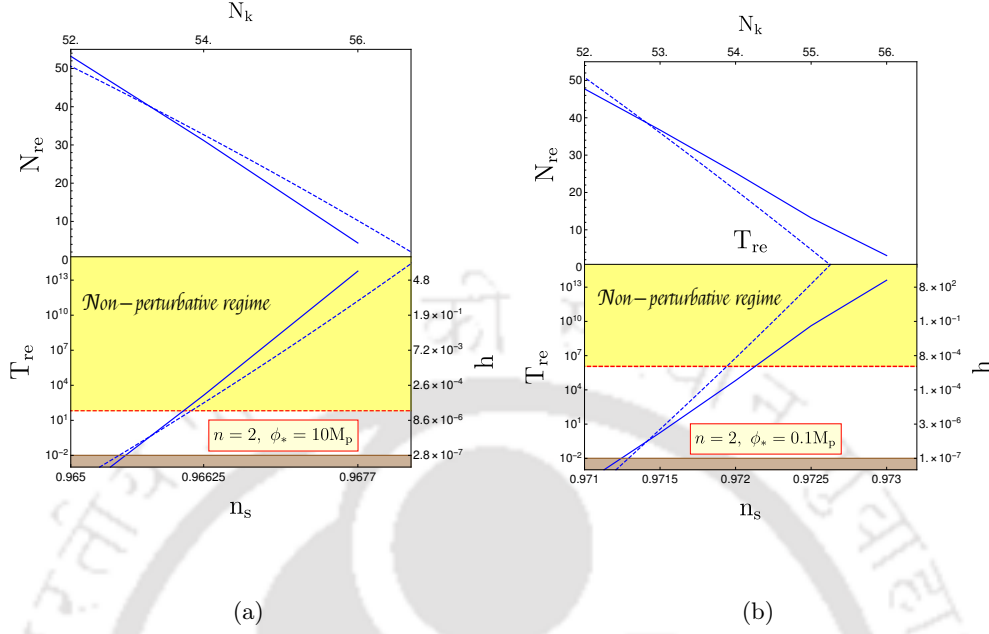 N_k
52. 54. 56.
N_re
50
40
30
20
10
0
Non-perturbative regime
T_re
10^13
10^10
10^7
10^4
10^1
10^-2
4.8
1.9×10^-1
7.2×10^-3
2.6×10^-4
8.6×10^-6
2.8×10^-7
h
n = 2, ϕ_* = 10M_p
0.965 0.96625 0.9677
n_s
(a)
N_k
52. 53. 54. 55. 56.
N_re
50
40
30
20
10
0
T_re
Non-perturbative regime
T_re
10^13
10^10
10^7
10^4
10^1
10^-2
8.×10^2
1.×10^-1
8.×10^-4
1.×10^-4
3.×10^-6
1.×10^-7
h
n = 2, ϕ_* = 0.1M_p
0.971 0.9715 0.972 0.9725 0.973
n_s
(b)